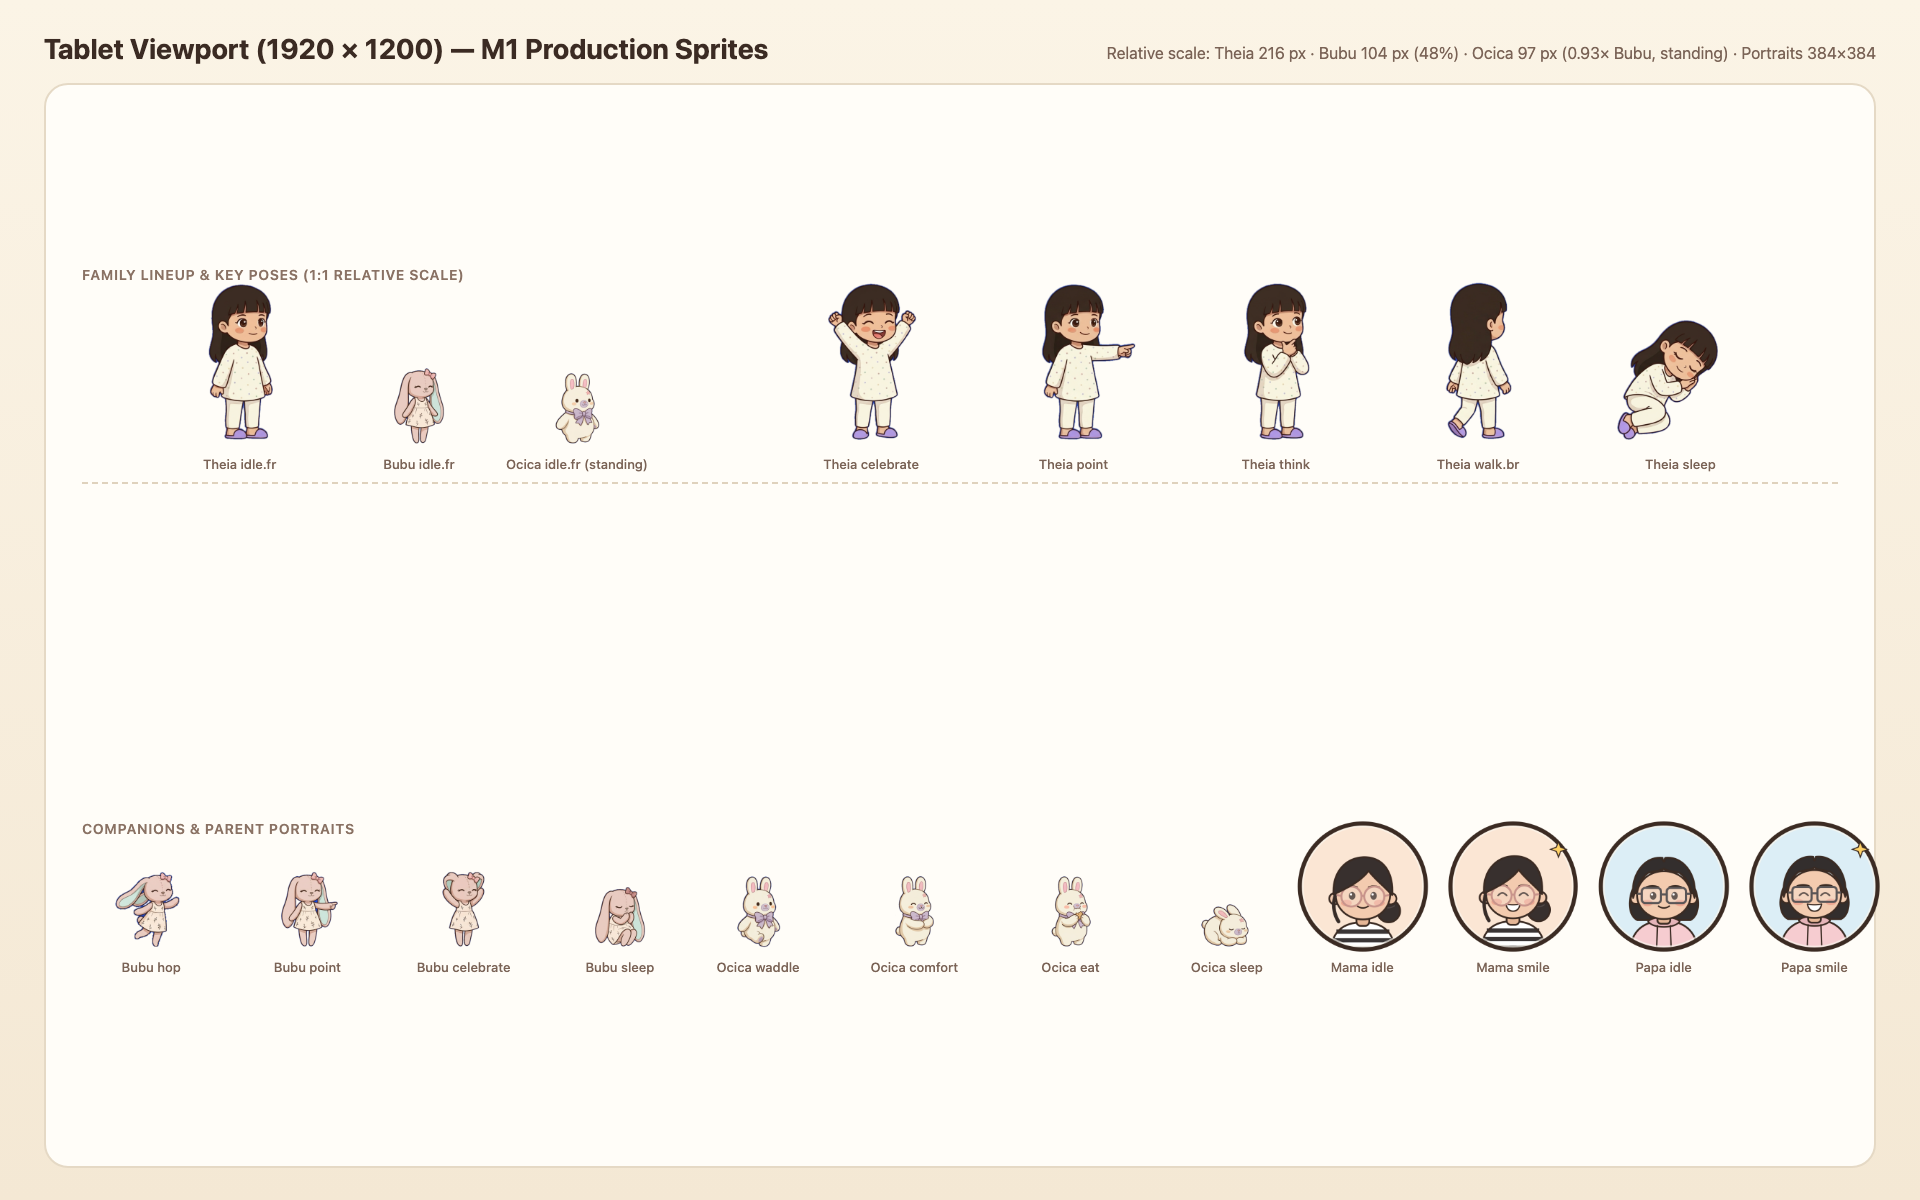 Tablet Viewport (1920 × 1200) — M1 Production Sprites
Relative scale: Theia 216 px · Bubu 104 px (48%) · Ocica 97 px (0.93× Bubu, standing) · Portraits 384×384
FAMILY LINEUP & KEY POSES (1:1 RELATIVE SCALE)
Theia idle.fr
Bubu idle.fr
Ocica idle.fr (standing)
Theia celebrate
Theia point
Theia think
Theia walk.br
Theia sleep
COMPANIONS & PARENT PORTRAITS
Bubu hop
Bubu point
Bubu celebrate
Bubu sleep
Ocica waddle
Ocica comfort
Ocica eat
Ocica sleep
Mama idle
Mama smile
Papa idle
Papa smile